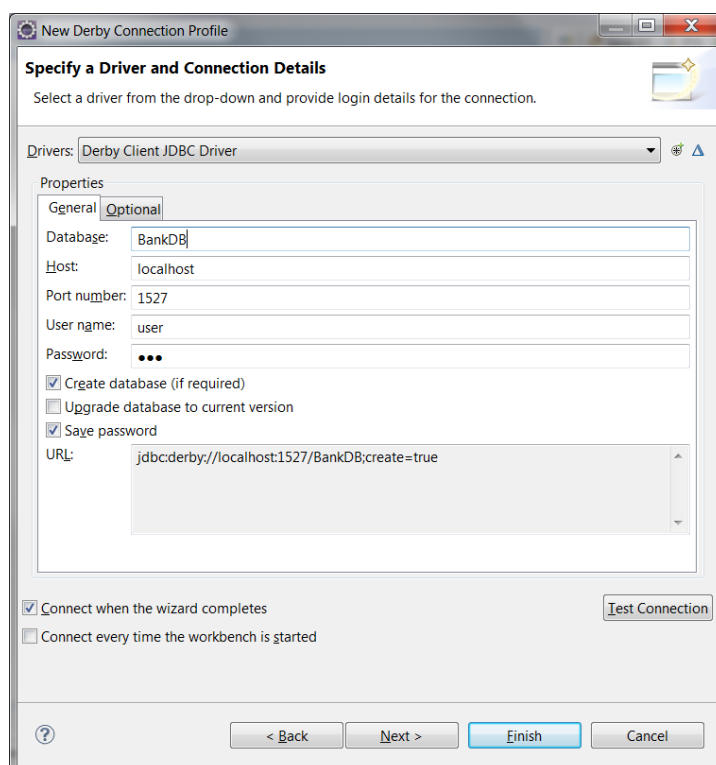 New Derby Connection Profile
Specify a Driver and Connection Details
Select a driver from the drop-down and provide login details for the connection.
Drivers: Derby Client JDBC Driver
Properties
General Optional
Database: BankDB
Host: localhost
Port number: 1527
User name: user
Password: ●●●
Create database (if required)
Upgrade database to current version
Save password
URL: jdbc:derby://localhost:1527/BankDB;create=true
Connect when the wizard completes Test Connection
Connect every time the workbench is started
? < Back Next > Finish Cancel